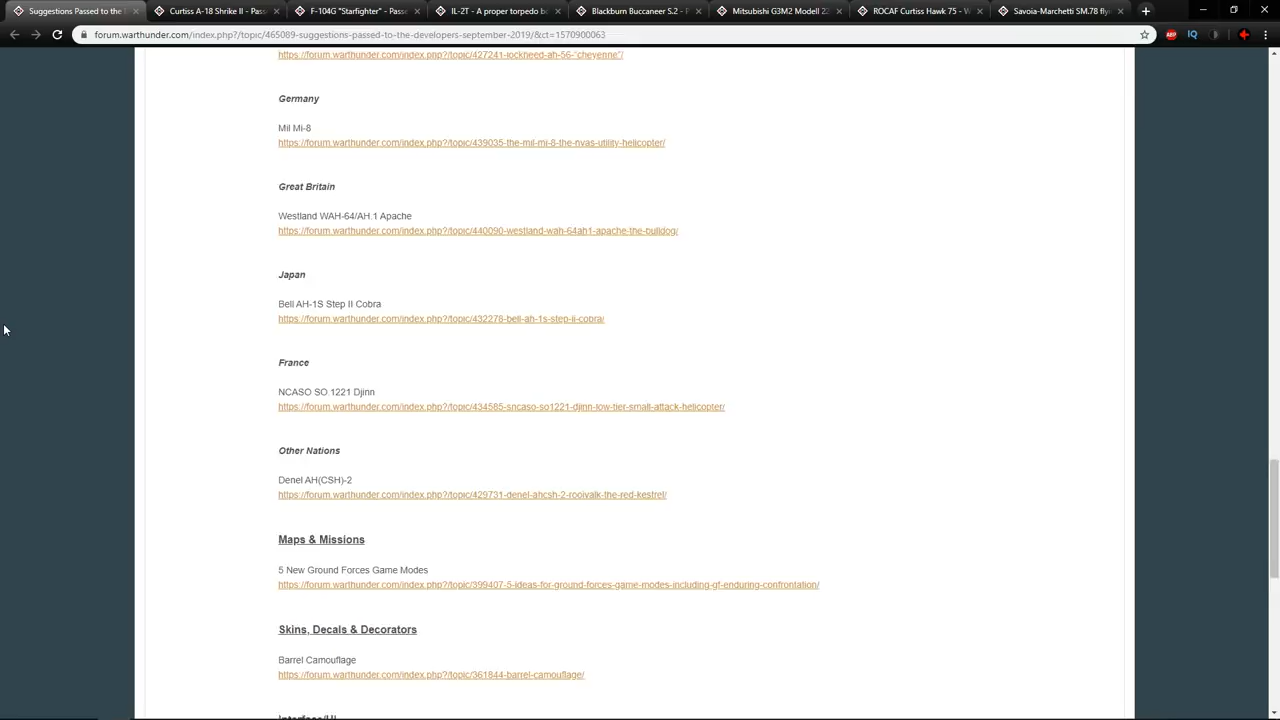 Suggestions Passed to the
Curtiss A-18 Shrike II - Pass
F-104G "Starfighter" - Pass
IL-2T - A proper torpedo b
Blackburn Buccaneer S.2 - P
Mitsubishi G3M2 Model 22
ROCAF Curtiss Hawk 75 -
Savoia-Marchetti SM.78 fly
forum.warthunder.com/index.php?/topic/465089-suggestions-passed-to-the-developers-september-2019/&ct=1570900063
https://forum.warthunder.com/index.php?/topic/427241-lockheed-ah-56-"cheyenne"/
Germany
Mil Mi-8
https://forum.warthunder.com/index.php?/topic/439035-the-mil-mi-8-the-nvas-utility-helicopter/
Great Britain
Westland WAH-64/AH.1 Apache
https://forum.warthunder.com/index.php?/topic/440090-westland-wah-64ah1-apache-the-bulldog/
Japan
Bell AH-1S Step II Cobra
https://forum.warthunder.com/index.php?/topic/432278-bell-ah-1s-step-ii-cobra/
France
NCASO SO 1221 Djinn
https://forum.warthunder.com/index.php?/topic/434585-sncaso-so1221-djinn-low-tier-small-attack-helicopter/
Other Nations
Denel AH(CSH)-2
https://forum.warthunder.com/index.php?/topic/429731-denel-ahcsh-2-rooivalk-the-red-kestrel/
Maps & Missions
5 New Ground Forces Game Modes
https://forum.warthunder.com/index.php?/topic/399407-5-ideas-for-ground-forces-game-modes-including-gf-enduring-confrontation/
Skins, Decals & Decorators
Barrel Camouflage
https://forum.warthunder.com/index.php?/topic/361844-barrel-camouflage/
Interface/UI